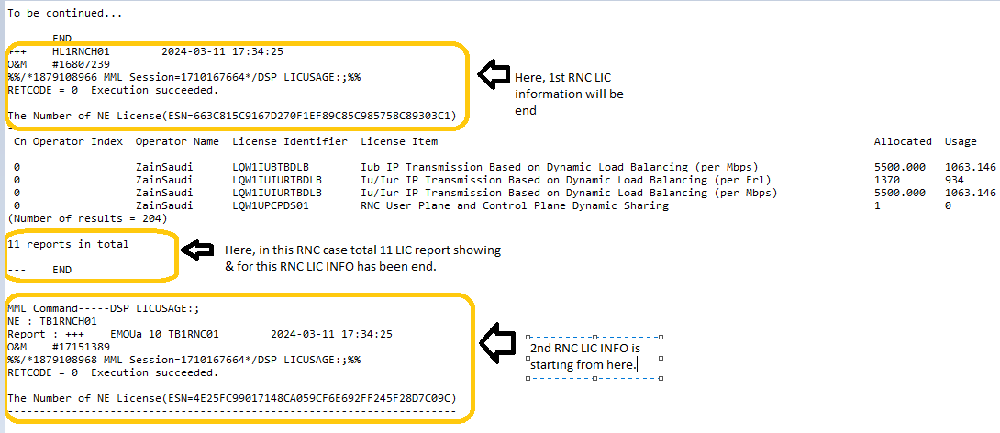 To be continued...
---    END
+++    HL1RNCH01        2024-03-11 17:34:25
O&M    #16807239
%%/*1879108966 MML Session=1710167664*/DSP LICUSAGE:;%%
RETCODE = 0  Execution succeeded.
Here, 1st RNC LIC
information will be
end
The Number of NE License(ESN=663C815C9167D270F1EF89C85C985758C89303C1)
Cn Operator Index  Operator Name  License Identifier  License Item  Allocated  Usage
0  ZainSaudi  LQW1IUBTBDLB  Iub IP Transmission Based on Dynamic Load Balancing (per Mbps)  5500.000  1063.146
0  ZainSaudi  LQW1IUIURTBDLB  Iu/Iur IP Transmission Based on Dynamic Load Balancing (per Erl)  1370  934
0  ZainSaudi  LQW1IUIURTBDLB  Iu/Iur IP Transmission Based on Dynamic Load Balancing (per Mbps)  5500.000  1063.146
0  ZainSaudi  LQW1UPCPDS01  RNC User Plane and Control Plane Dynamic Sharing  1  0
(Number of results = 204)
11 reports in total
Here, in this RNC case total 11 LIC report showing
& for this RNC LIC INFO has been end.
---    END
MML Command-----DSP LICUSAGE:;
NE : TB1RNCH01
Report : +++    EMOUa_10_TB1RNC01        2024-03-11 17:34:25
O&M    #17151389
%%/*1879108968 MML Session=1710167664*/DSP LICUSAGE:;%%
RETCODE = 0  Execution succeeded.
2nd RNC LIC INFO is
starting from here.
The Number of NE License(ESN=4E25FC99017148CA059CF6E692FF245F28D7C09C)
----------------------------------------------------------------------